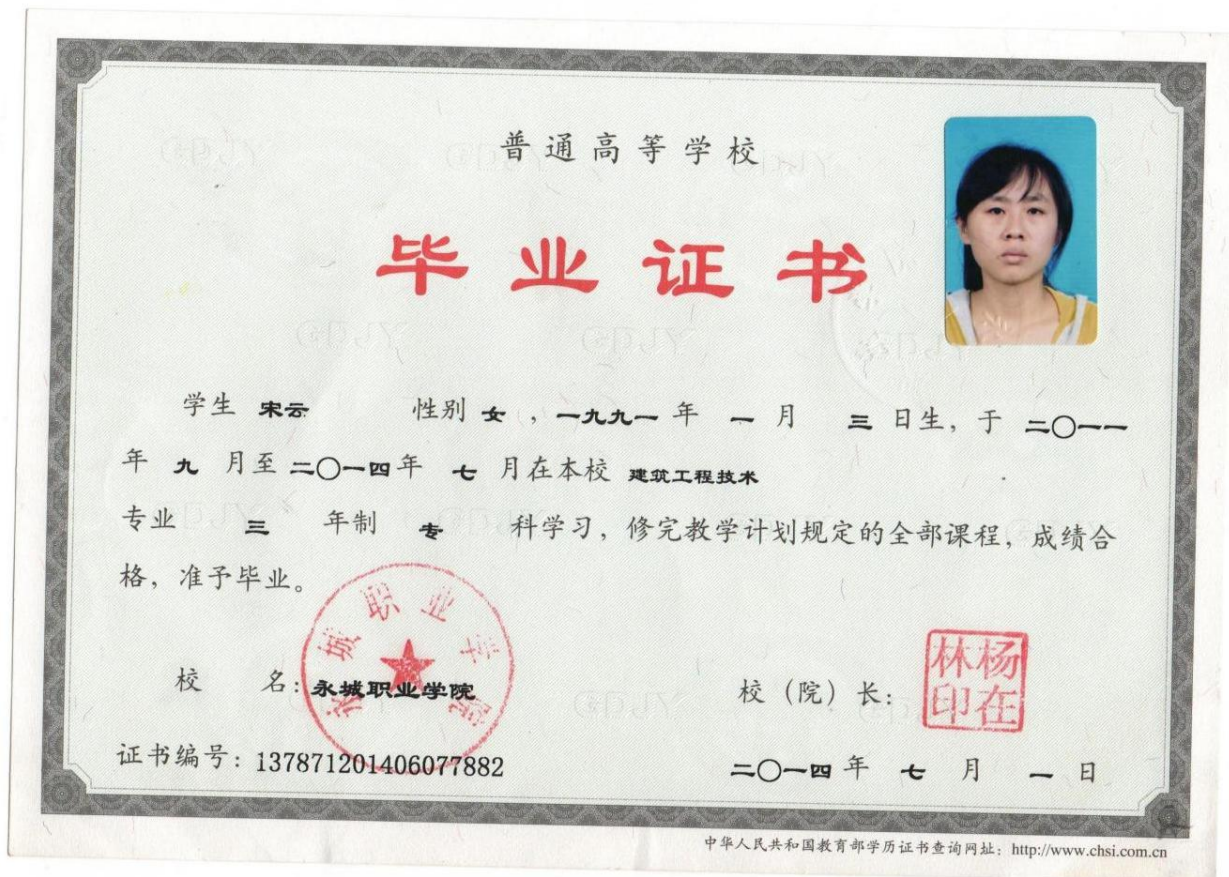 普通高等学校
毕业证书
学生 宋云 性别 女，一九九一 年 一 月 三 日生，于 二〇一一
年 九 月至 二〇一四 年 七 月在本校 建筑工程技术
专业 三 年制 专 科学习，修完教学计划规定的全部课程，成绩合
格，准予毕业。
永城职业学院
校 名：永城职业学院
校（院）长：
杨在林印
证书编号：137871201406077882
二〇一四 年 七 月 一 日
中华人民共和国教育部学历证书查询网址：http://www.chsi.com.cn